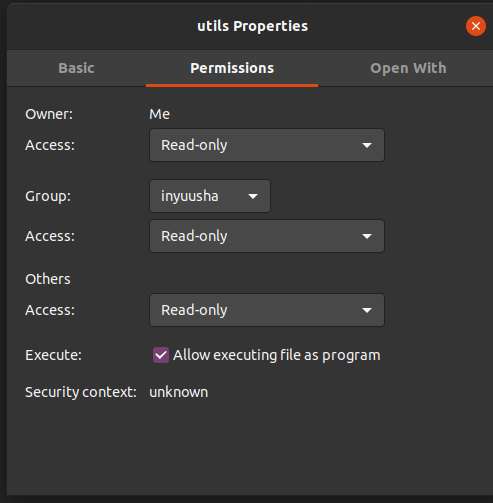 utils Properties
Basic Permissions Open With
Owner: Me
Access: Read-only
Group: inyuusha
Access: Read-only
Others
Access: Read-only
Execute: Allow executing file as program
Security context: unknown